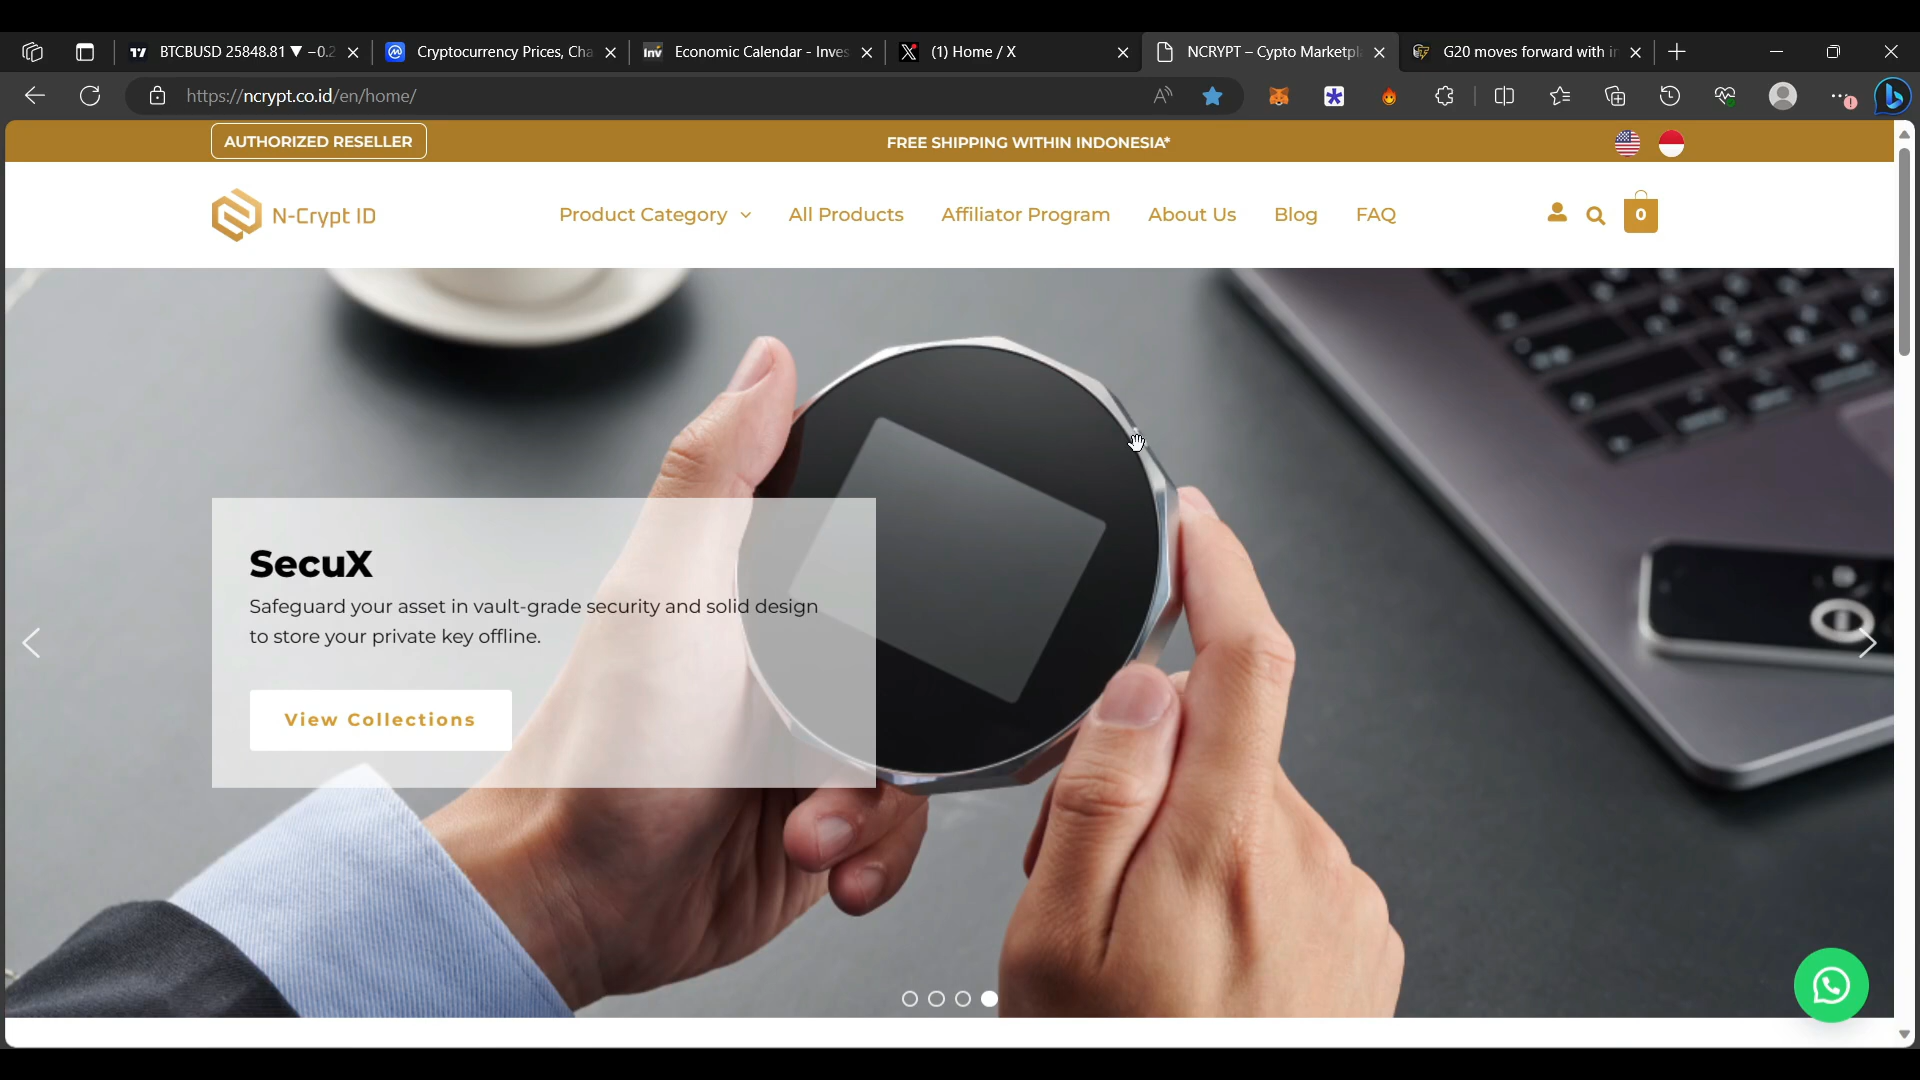 BTCBUSD 25848.81 ▼ −0.2
Cryptocurrency Prices, Cha
Economic Calendar - Inves
(1) Home / X
NCRYPT – Cypto Marketpl
G20 moves forward with in
https://ncrypt.co.id/en/home/
AUTHORIZED RESELLER
FREE SHIPPING WITHIN INDONESIA*
N-Crypt ID
Product Category
All Products
Affiliator Program
About Us
Blog
FAQ
0
SecuX
Safeguard your asset in vault-grade security and solid design
to store your private key offline.
View Collections